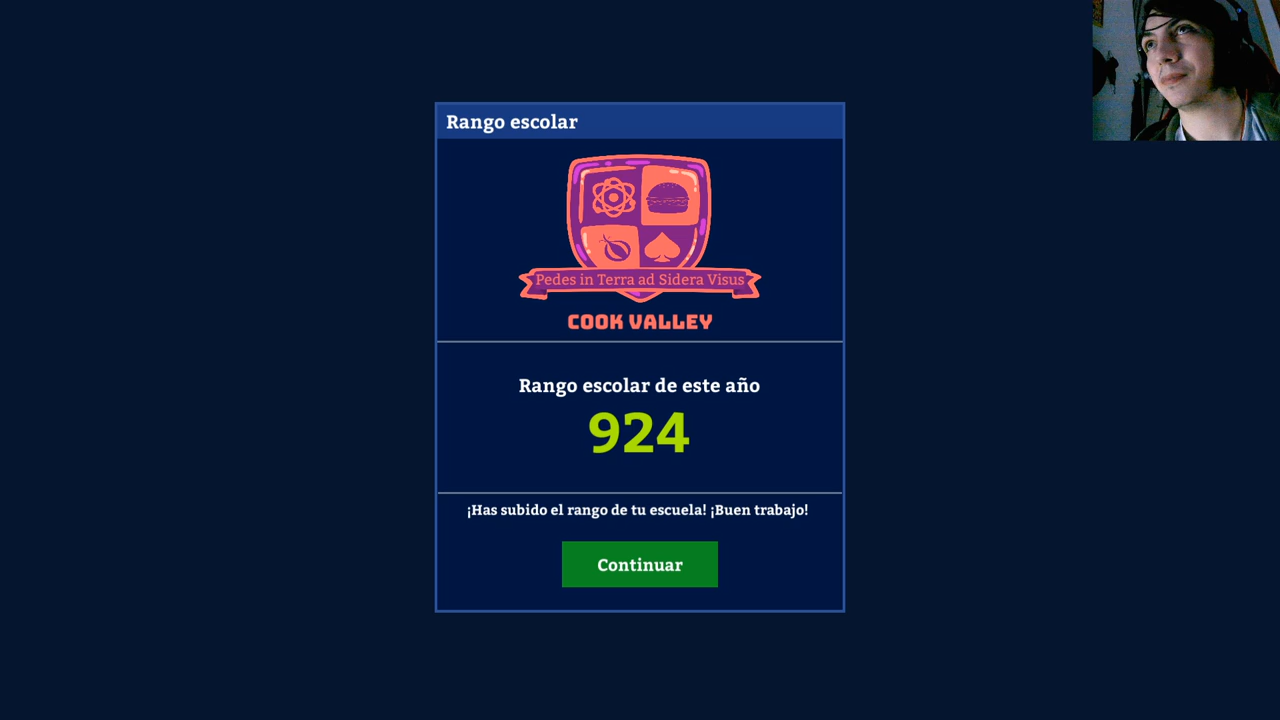 Rango escolar
Pedes in Terra ad Sidera Visus
COOK VALLEY
Rango escolar de este año
924
¡Has subido el rango de tu escuela! ¡Buen trabajo!
Continuar